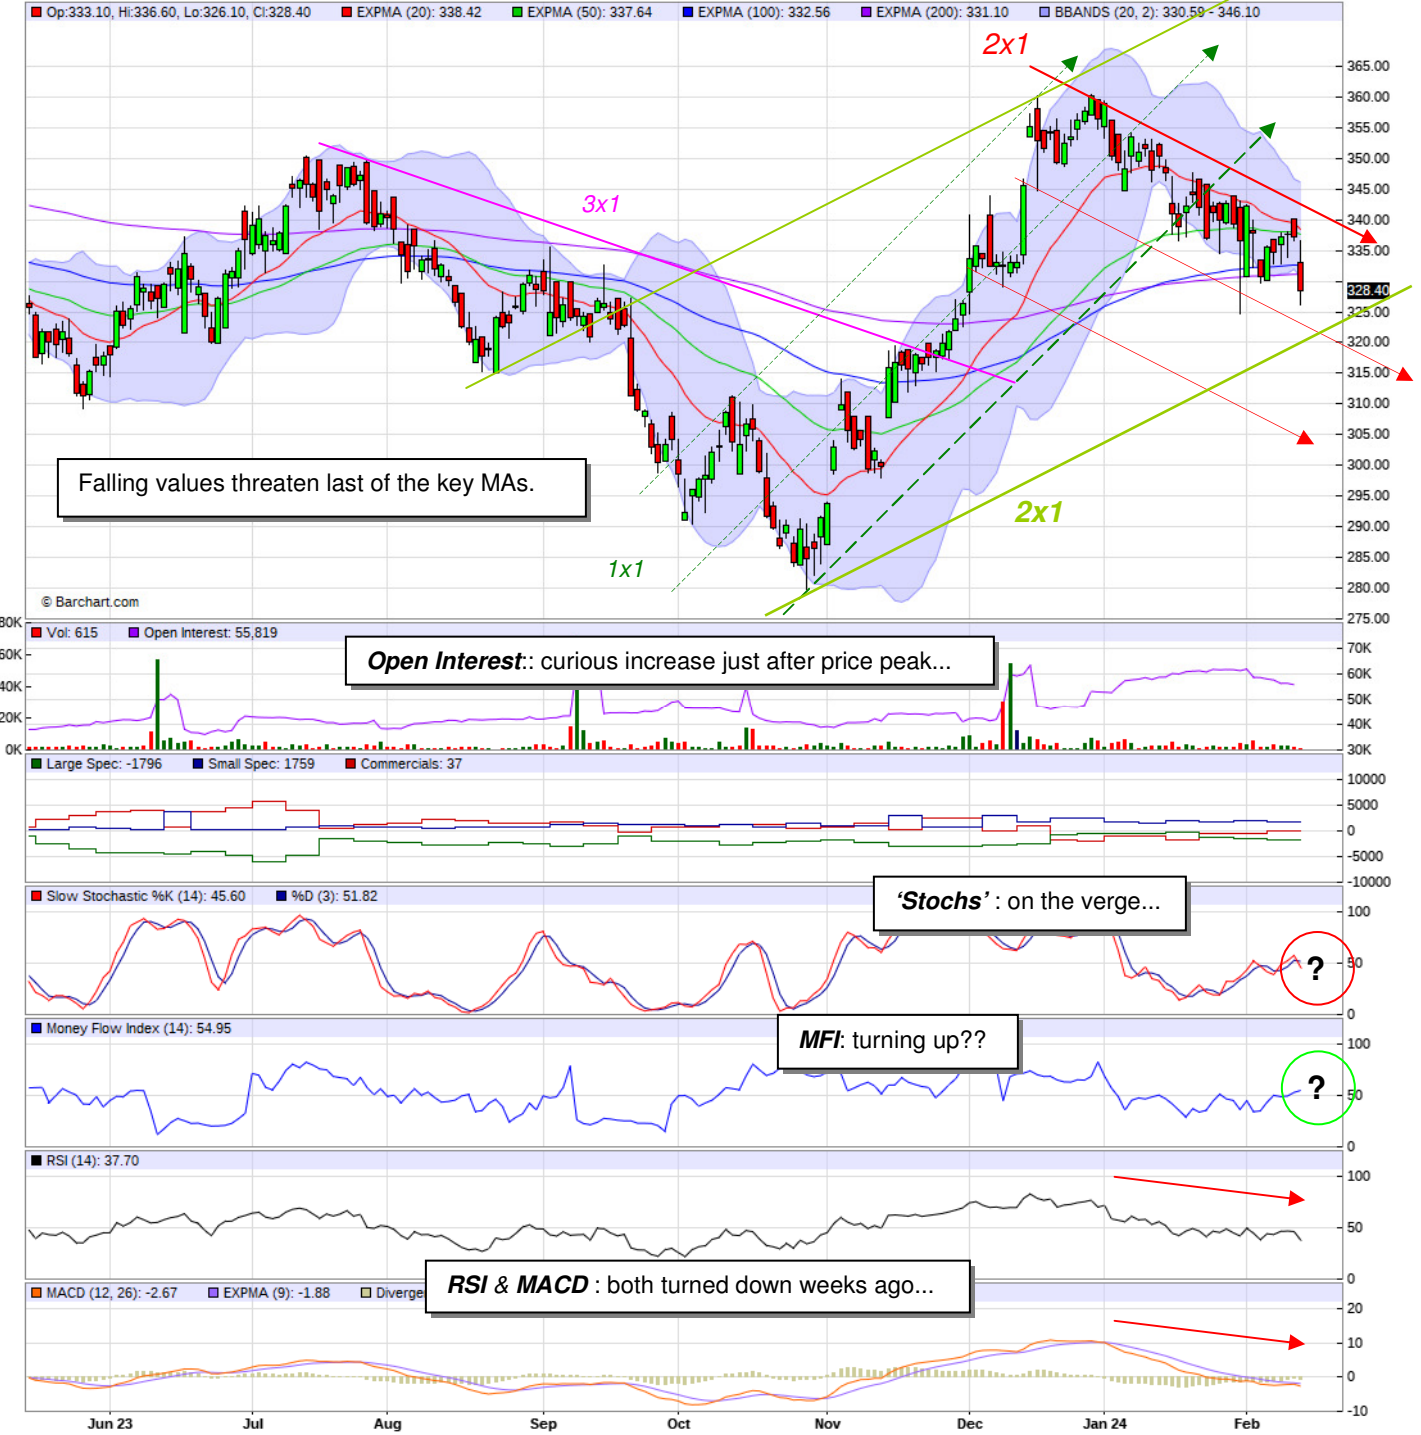 Op:333.10, Hi:336.60, Lo:326.10, Cl:328.40 EXPMA (20): 338.42 EXPMA (50): 337.64 EXPMA (100): 332.56 EXPMA (200): 331.10 BBANDS (20, 2): 330.59 - 346.10
2x1
365.00
360.00
355.00
350.00
345.00
3x1
340.00
335.00
328.40
325.00
320.00
315.00
310.00
305.00
300.00
Falling values threaten last of the key MAs.
295.00
2x1
290.00
285.00
1x1
280.00
© Barchart.com
275.00
80K Vol: 615 Open Interest: 55,819
70K
Open Interest:: curious increase just after price peak...
60K 60K
50K
40K
20K 40K
0K 30K
Large Spec: -1796 Small Spec: 1759 Commercials: 37
10000
5000
0
-5000
-10000
Slow Stochastic %K (14): 45.60 %D (3): 51.82
'Stochs' : on the verge...
100
? 50
0
Money Flow Index (14): 54.95
MFI: turning up??
100
? 50
0
RSI (14): 37.70
100
50
0
RSI & MACD : both turned down weeks ago...
MACD (12, 26): -2.67 EXPMA (9): -1.88 Diverge
20
10
0
-10
Jun 23 Jul Aug Sep Oct Nov Dec Jan 24 Feb